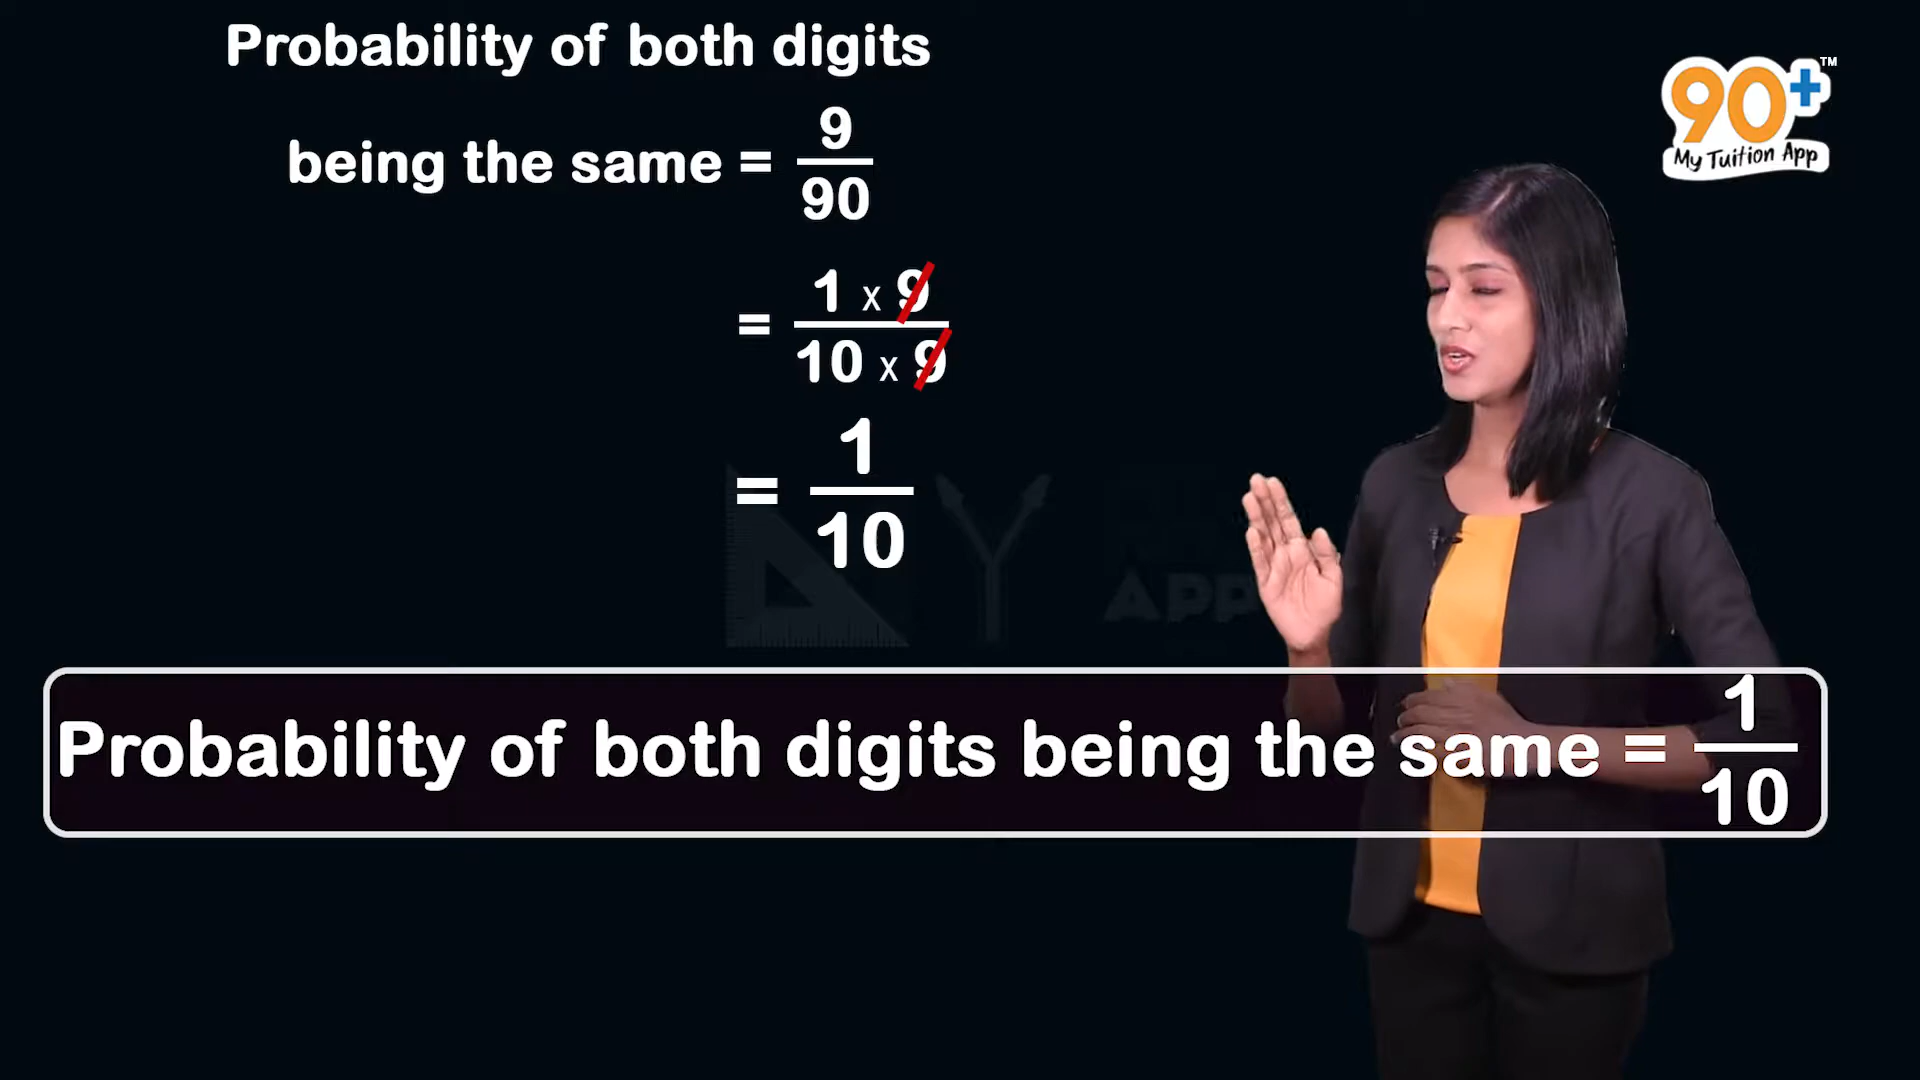 Probability of both digits
being the same = 9/90
= 1 x 9 / 10 x 9
= 1/10
90+™
My Tuition App
APP
Probability of both digits being the same = 1/10